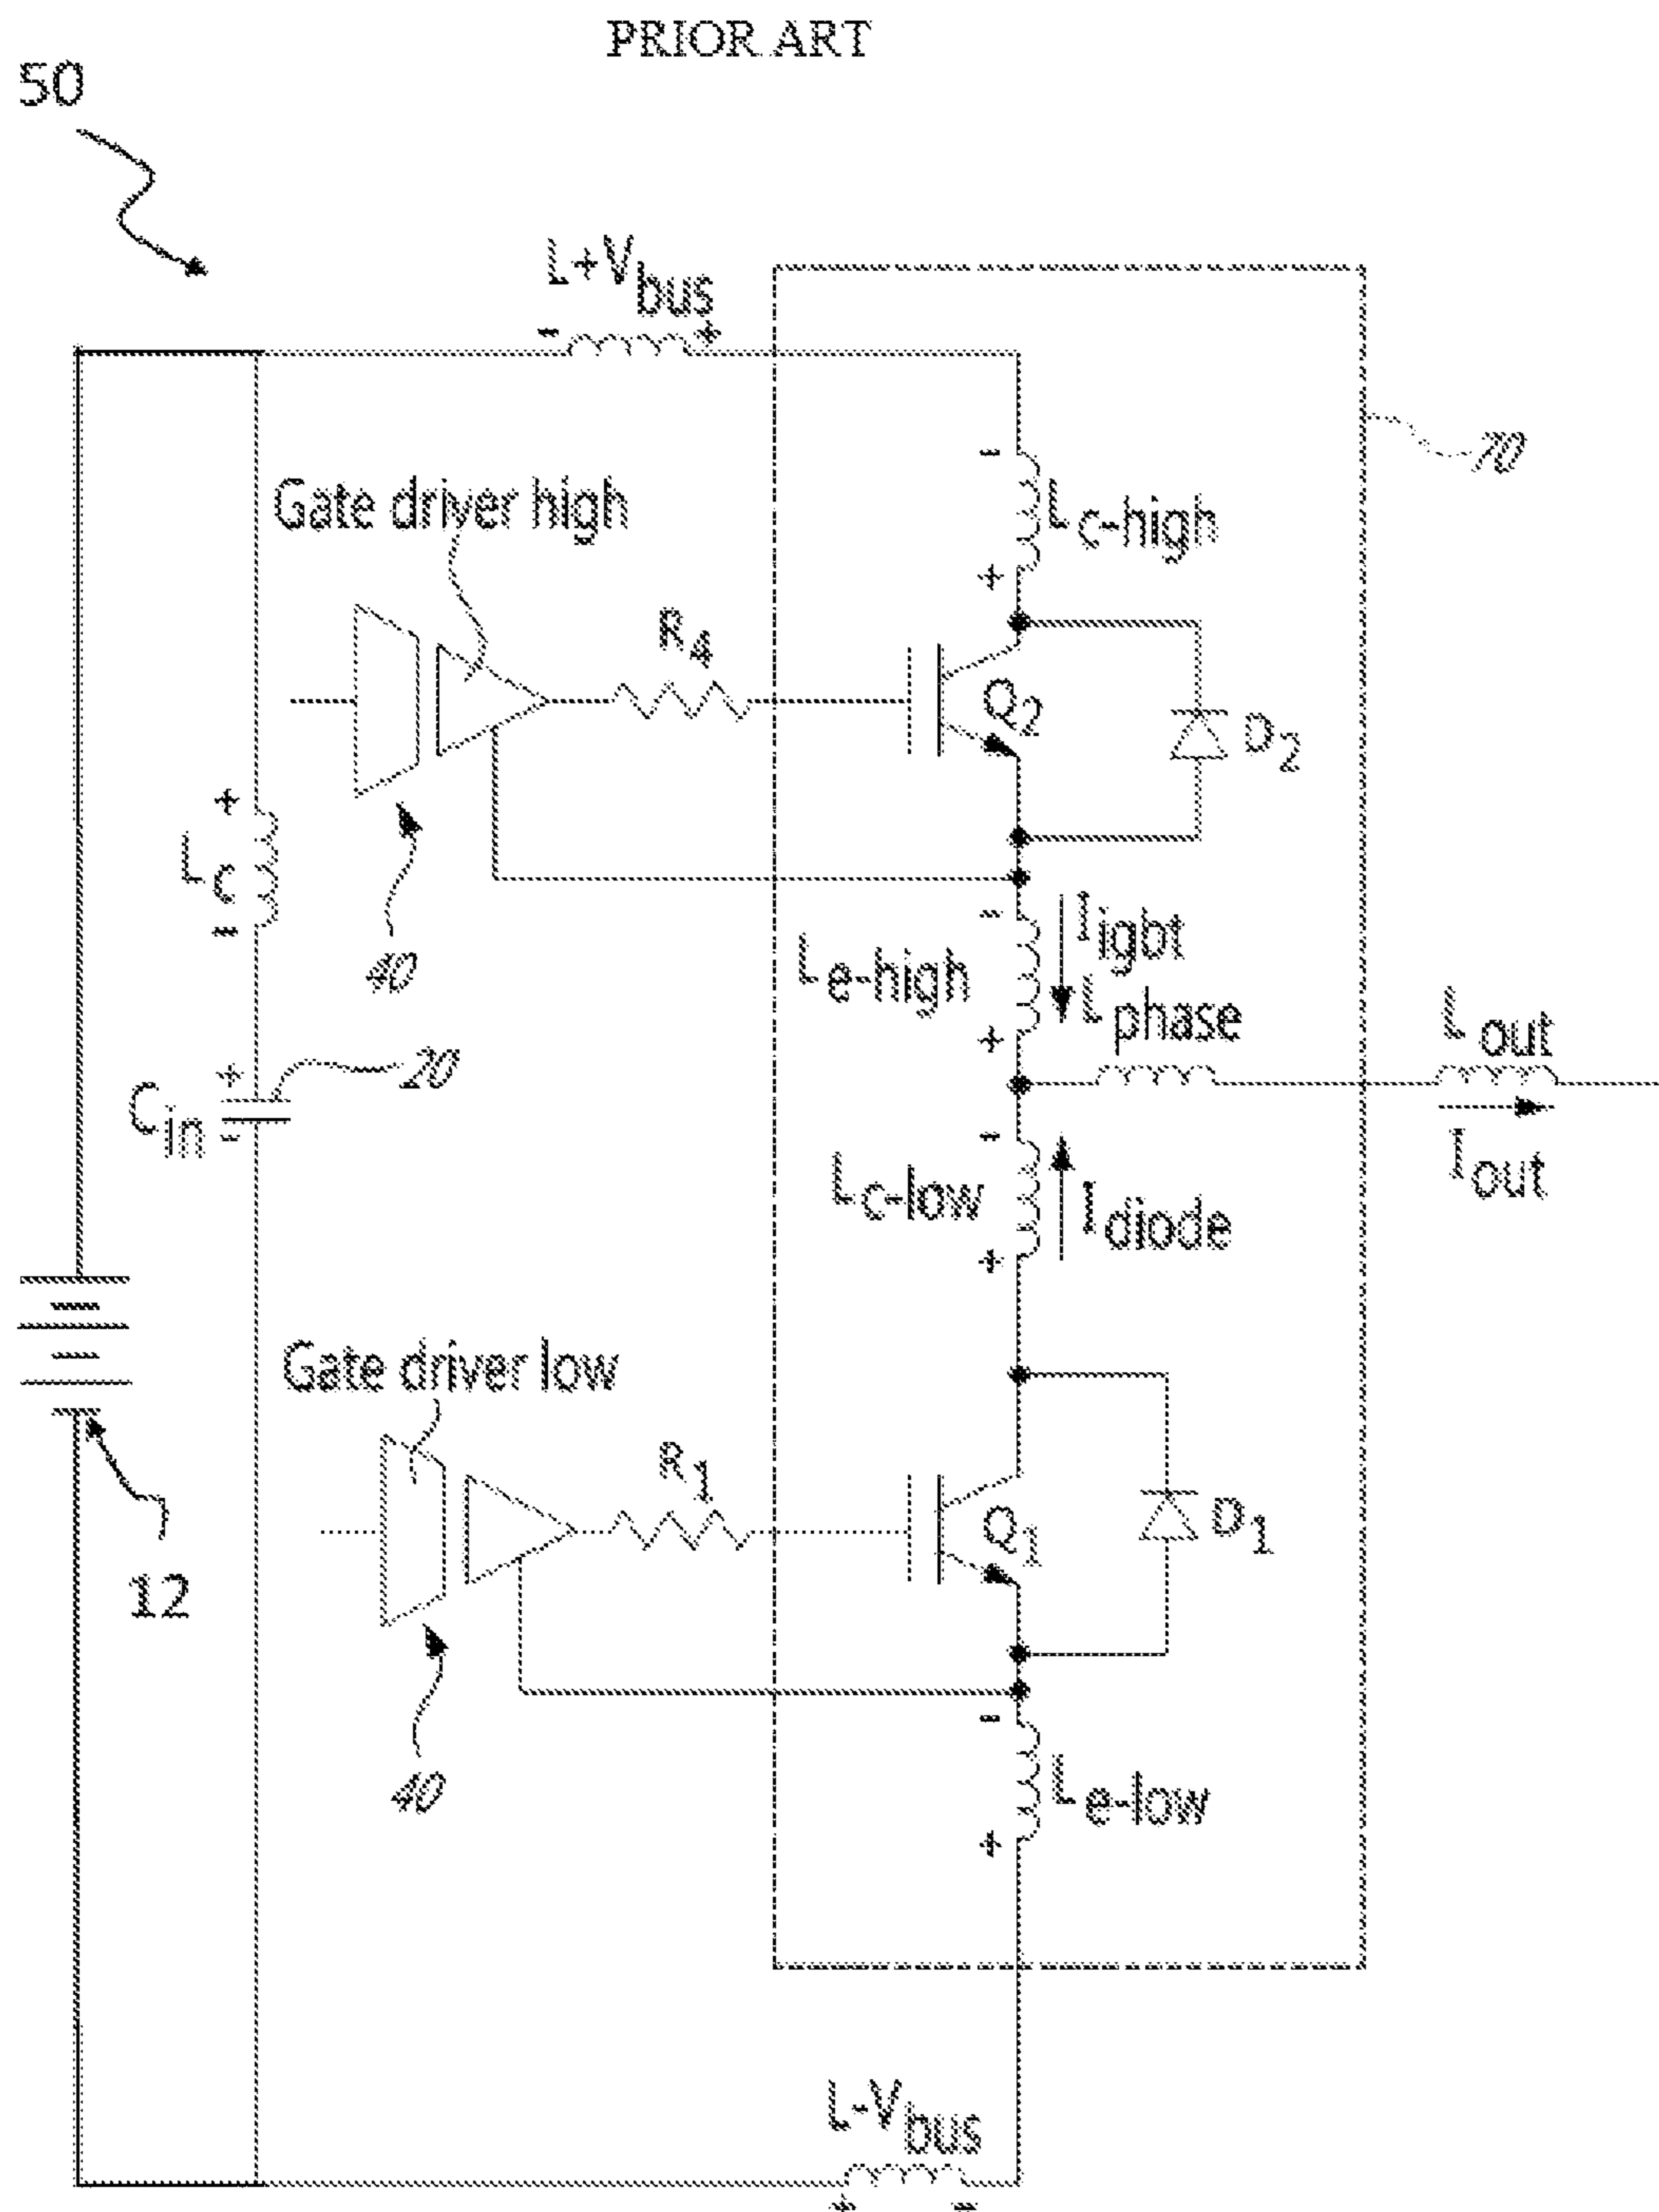 PRIOR ART
50
L+Vbus
- +
70
-
Lc-high
+
Gate driver high
R4
Q2
D2
40
+
Lc
-
-
Le-high
Iigbt
+
Lphase
Lout
Iout
+
Cin
-
20
-
Lc-low
Idiode
+
Gate driver low
R1
Q1
D1
12
40
-
Le-low
+
L-Vbus
+ -